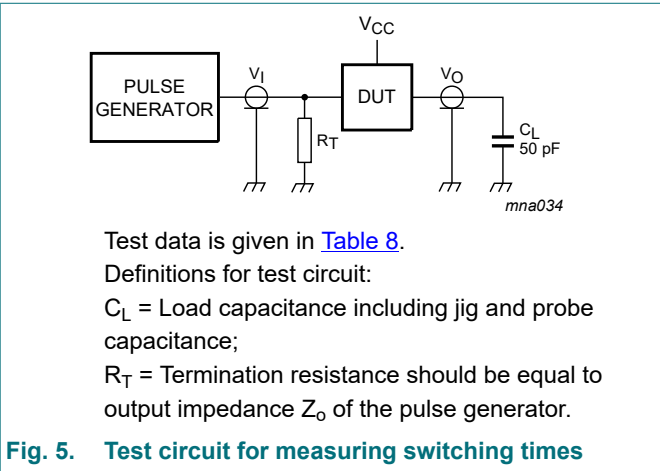 VCC
PULSE
GENERATOR
VI
DUT
VO
RT
CL
50 pF
mna034
Test data is given in Table 8.
Definitions for test circuit:
CL = Load capacitance including jig and probe
capacitance;
RT = Termination resistance should be equal to
output impedance Zo of the pulse generator.
Fig. 5. Test circuit for measuring switching times